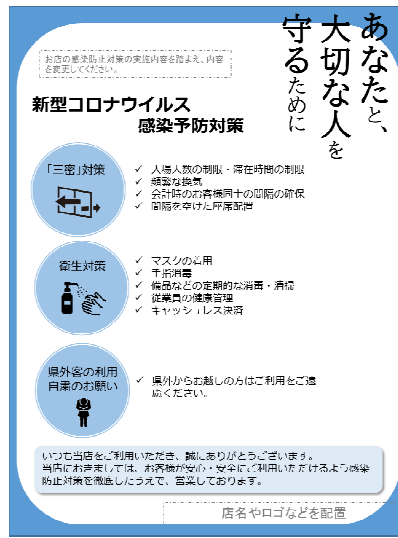 あなたと、
大切な人を
守るために
お店の感染防止対策の実施内容を踏まえ、内容
を変更してください。
新型コロナウイルス
感染予防対策
「三密」対策
✓ 入場人数の制限・滞在時間の制限
✓ 頻繁な換気
✓ 会計時のお客様同士の間隔の確保
✓ 間隔を空けた座席配置
衛生対策
✓ マスクの着用
✓ 手指消毒
✓ 備品などの定期的な消毒・清掃
✓ 従業員の健康管理
✓ キャッシュレス決済
県外客の利用
自粛のお願い
✓ 県外からお越しの方はご利用をご遠
慮ください。
いつも当店をご利用いただき、誠にありがとうございます。
当店におきましては、お客様が安心・安全にご利用いただけるよう感染
防止対策を徹底したうえで、営業しております。
店名やロゴなどを配置